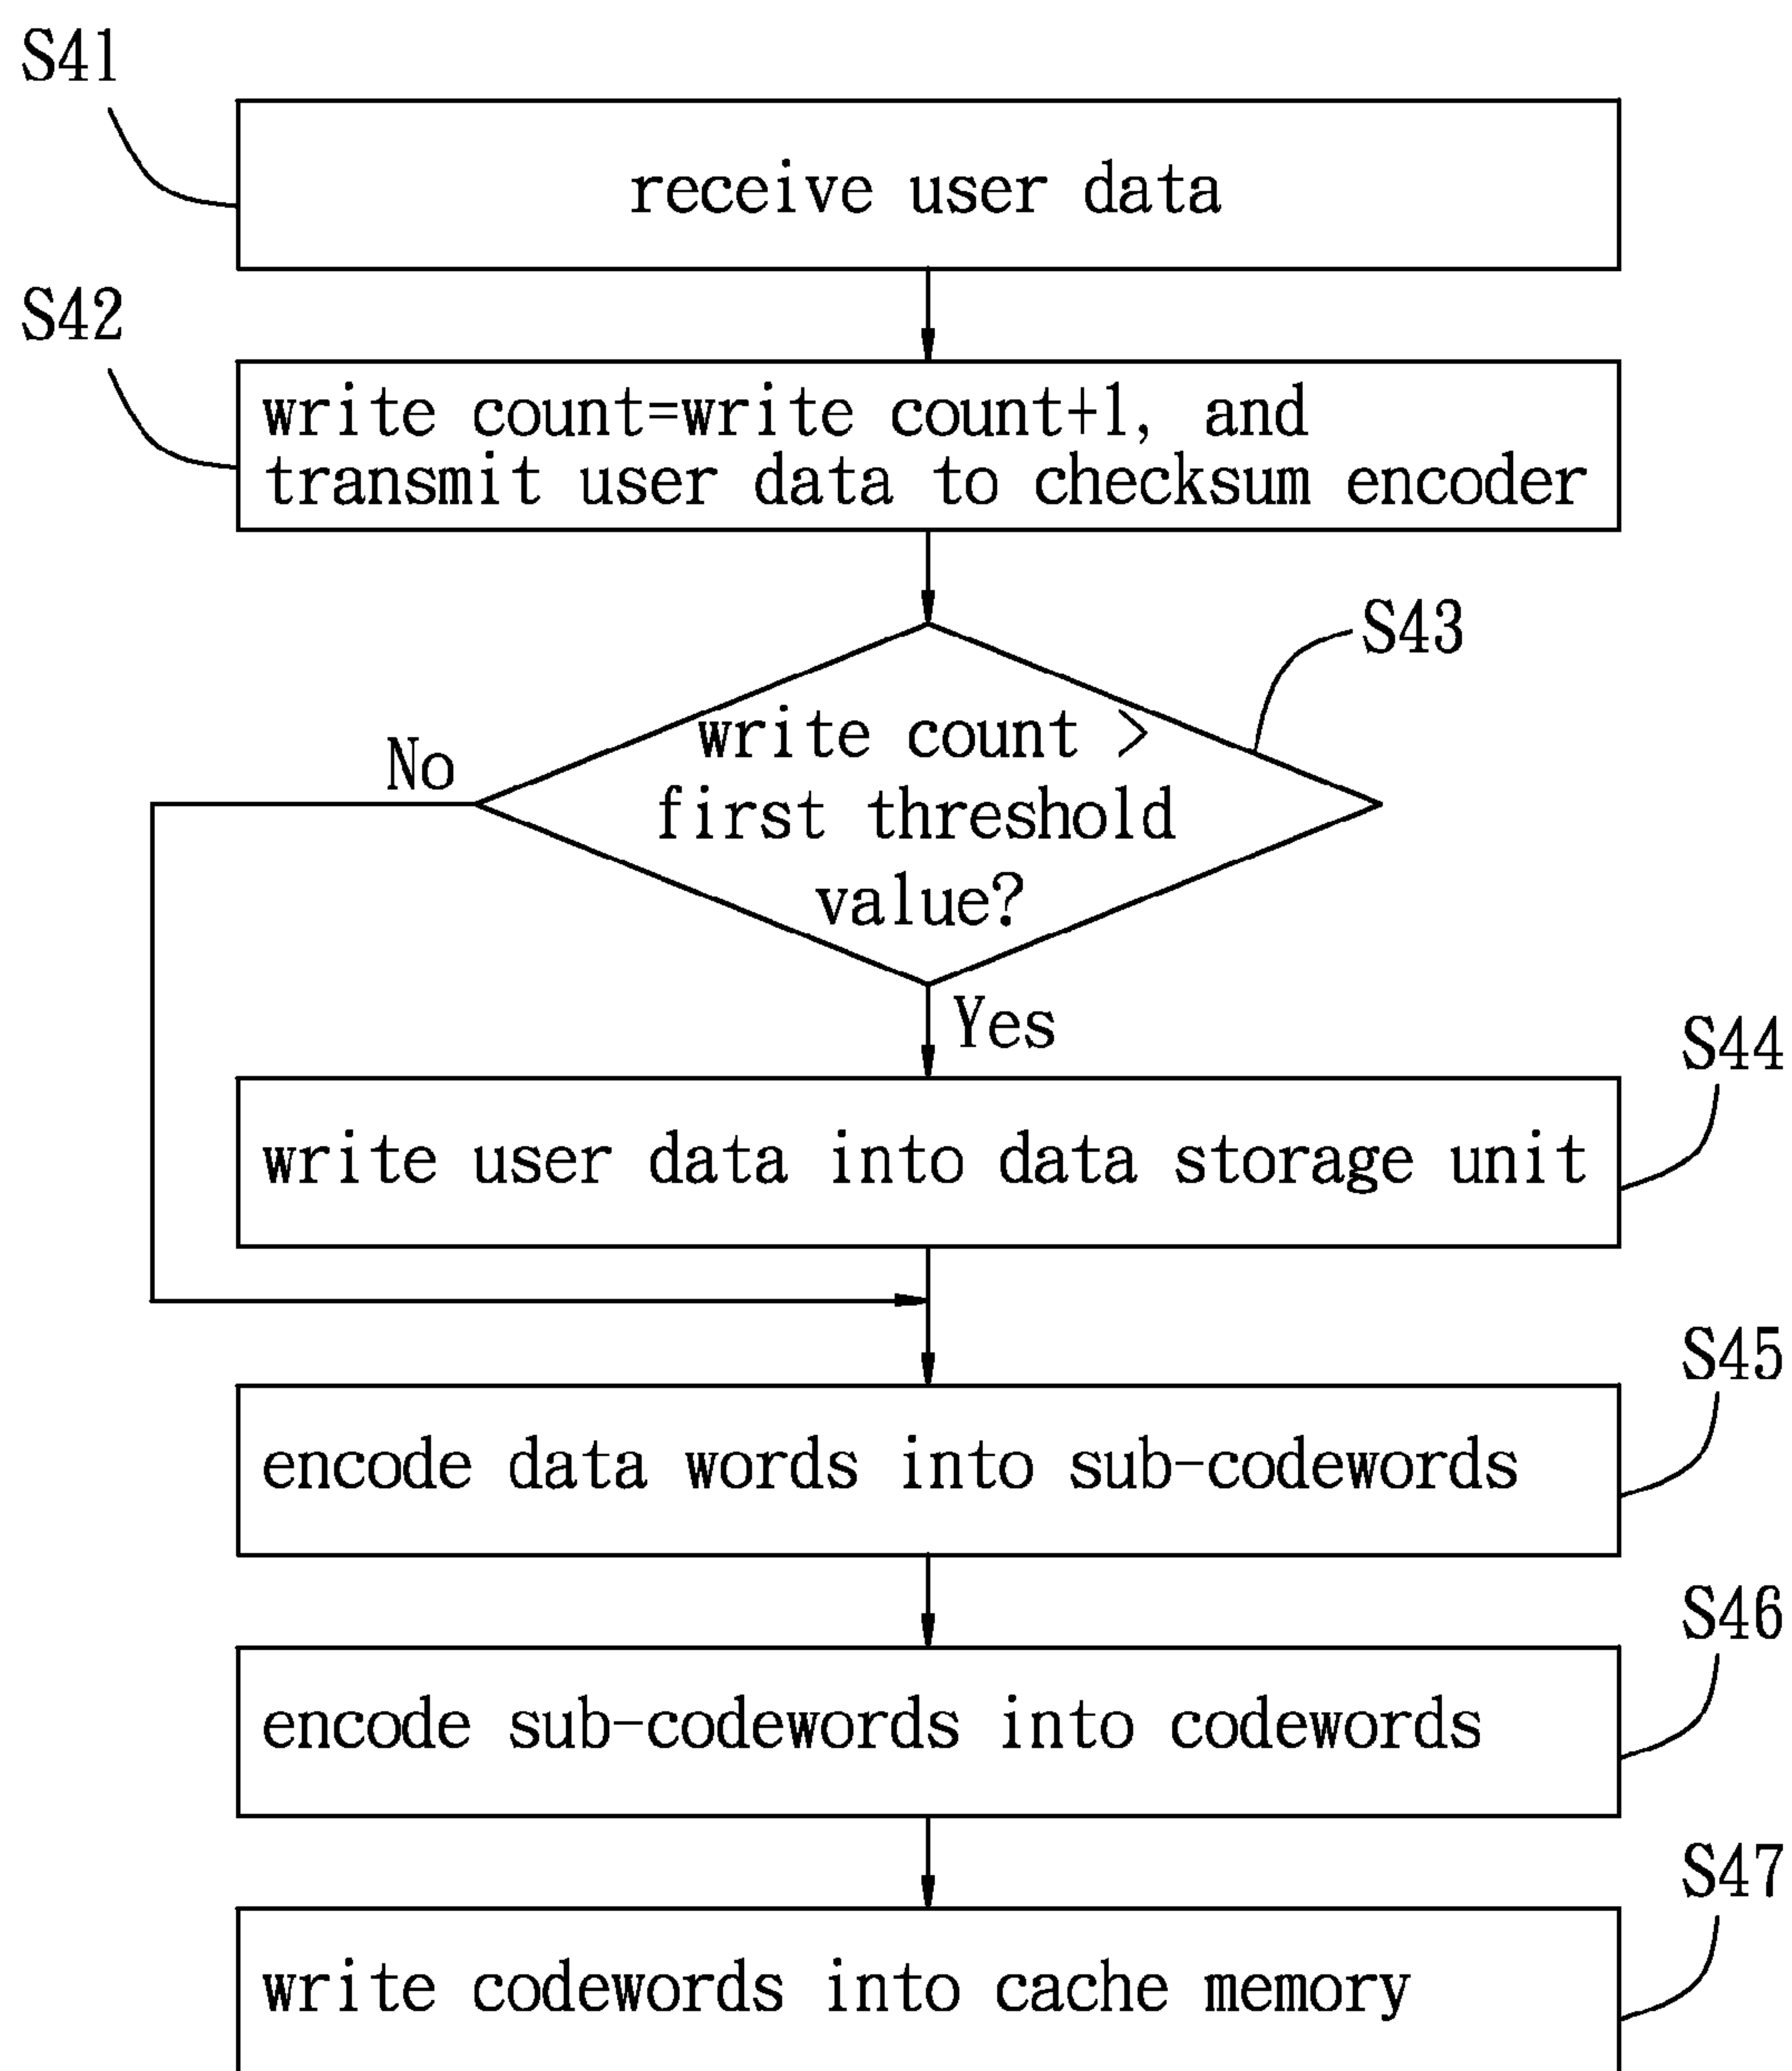 S41
receive user data
S42
write count=write count+1, and
transmit user data to checksum encoder
S43
write count >
first threshold
value?
No
Yes
S44
write user data into data storage unit
S45
encode data words into sub-codewords
S46
encode sub-codewords into codewords
S47
write codewords into cache memory